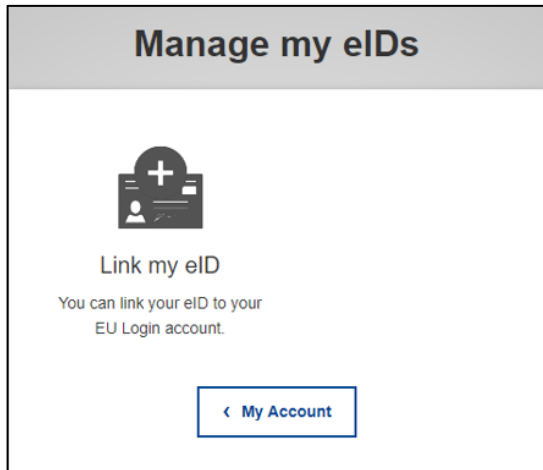 Manage my eIDs
Link my eID
You can link your eID to your
EU Login account.
‹ My Account